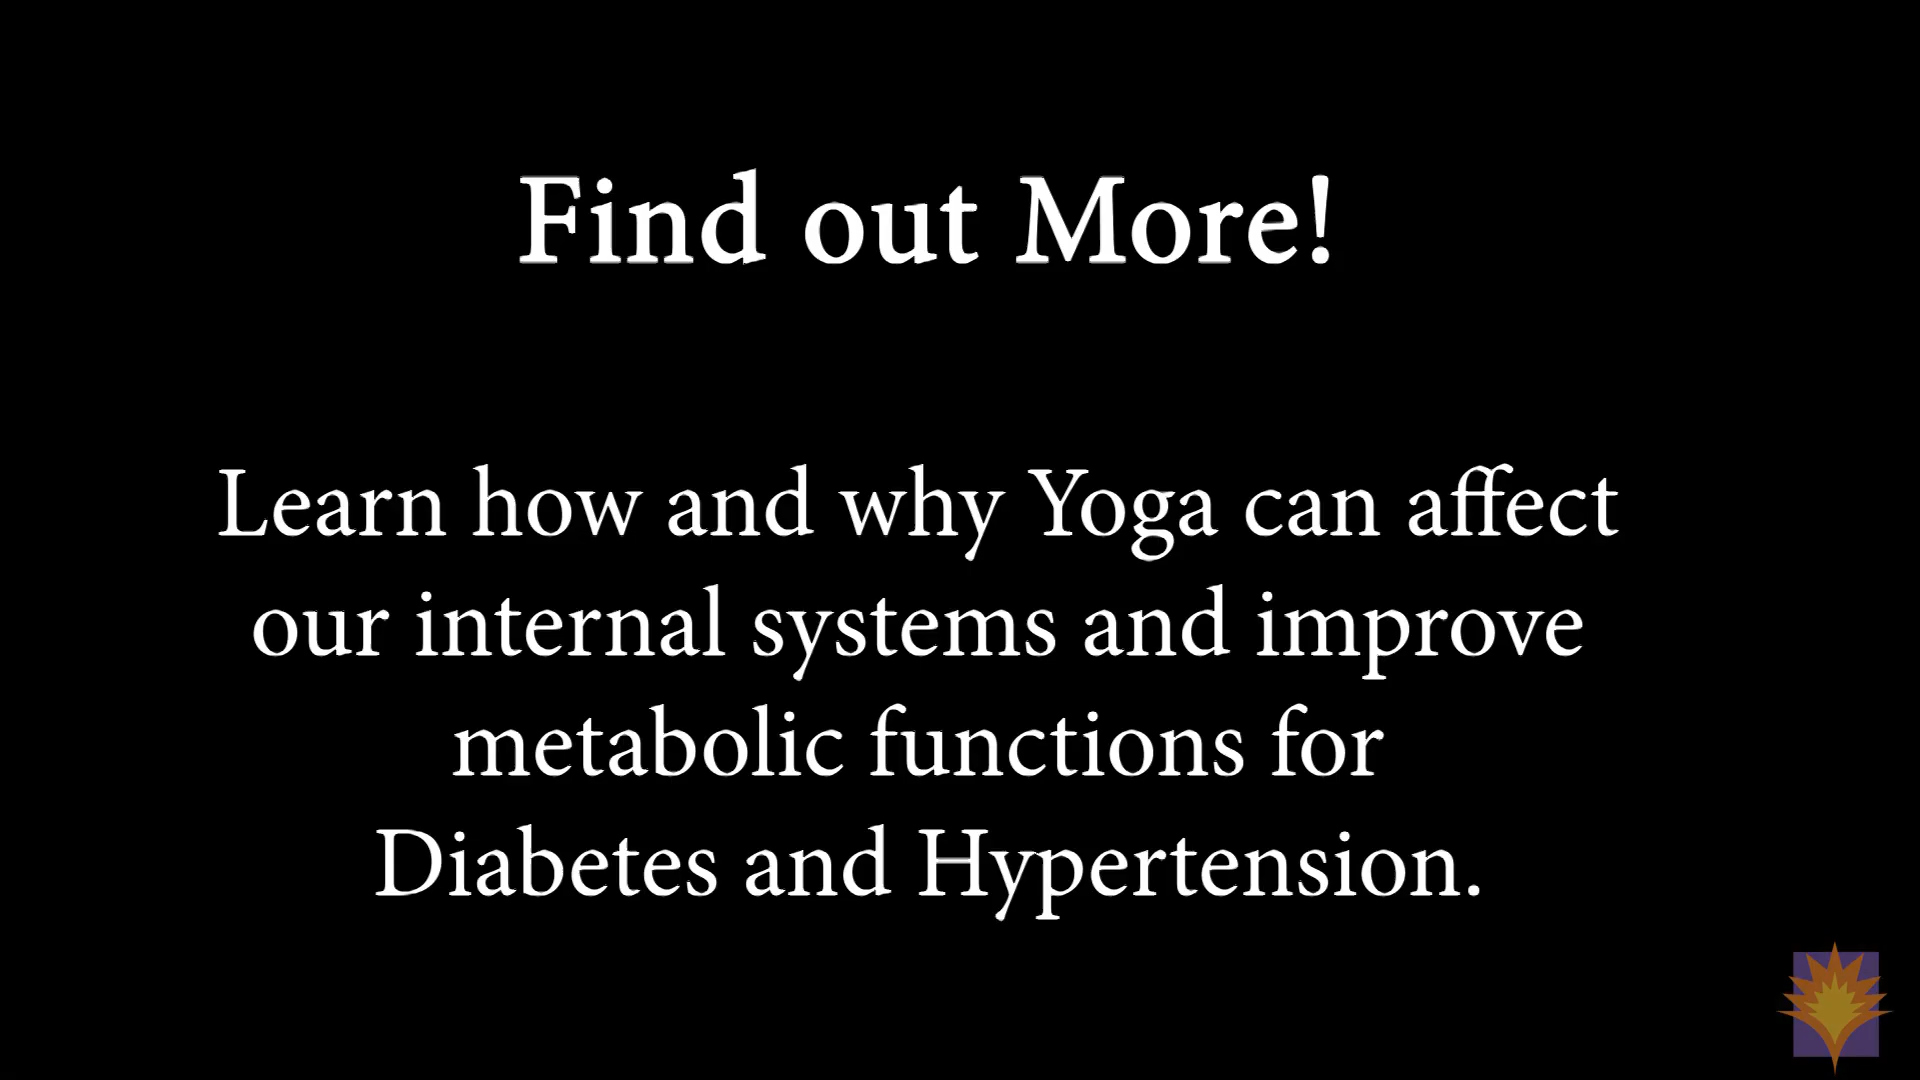 Find out More!
Learn how and why Yoga can affect
our internal systems and improve
metabolic functions for
Diabetes and Hypertension.